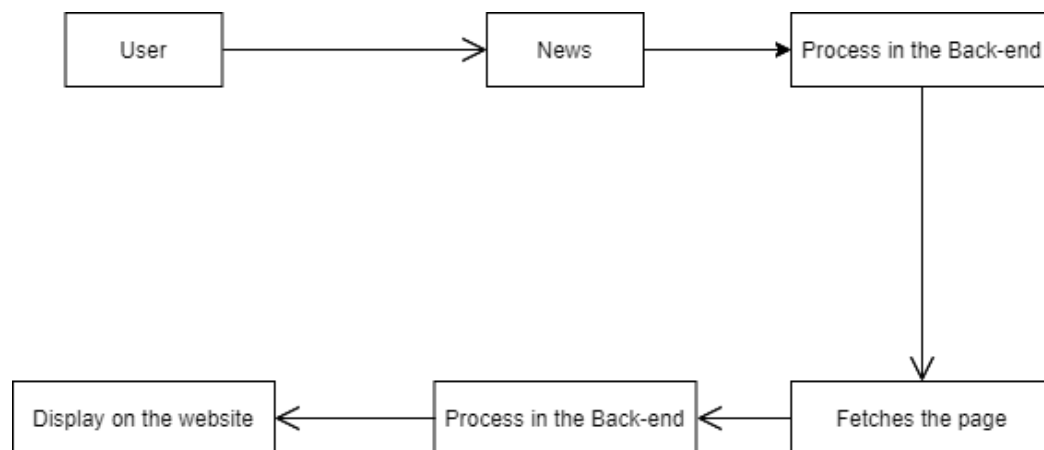 User
News
Process in the Back-end
Display on the website
Process in the Back-end
Fetches the page